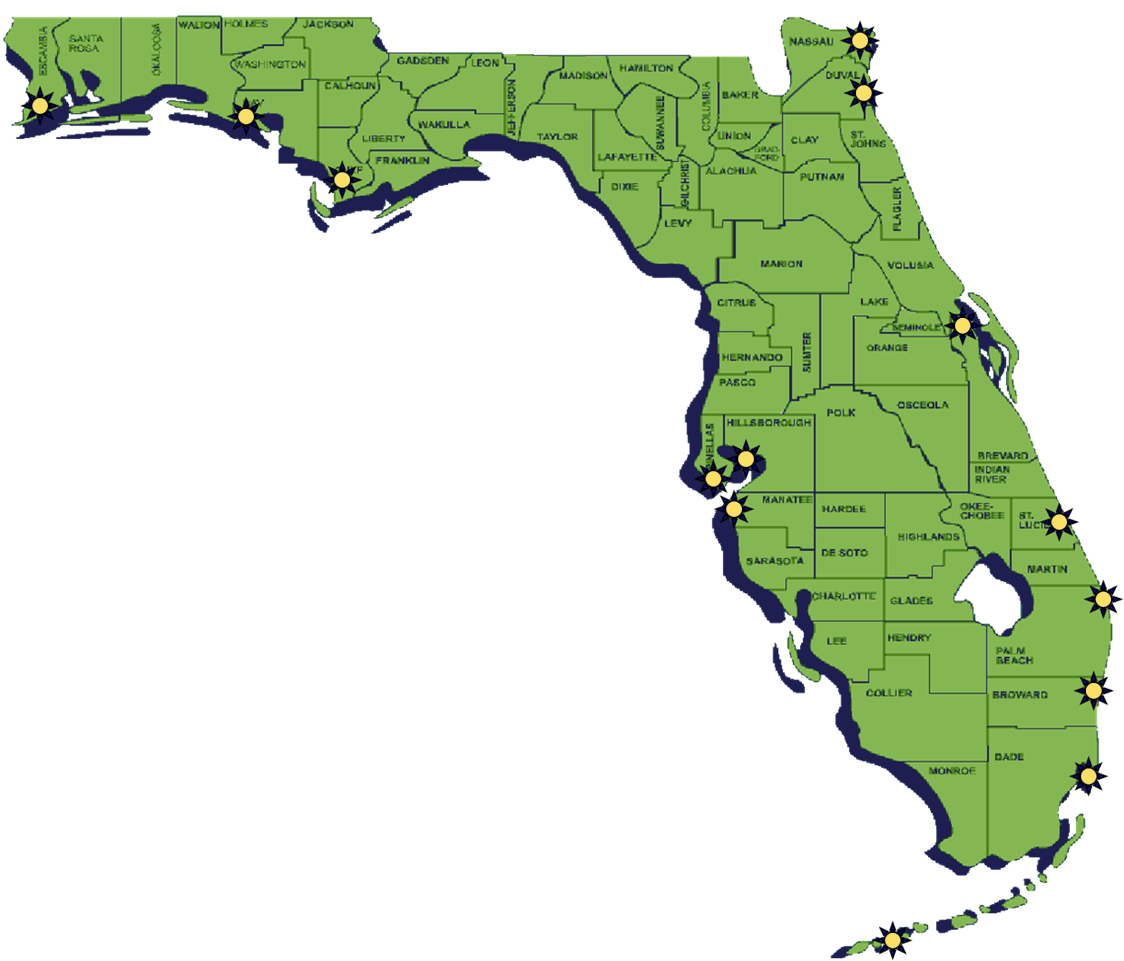 ESCAMBIA
SANTA
ROSA
OKALOOSA
WALTON
HOLMES
JACKSON
WASHINGTON
CALHOUN
GADSDEN
LEON
LIBERTY
WAKULLA
FRANKLIN
JEFFERSON
MADISON
HAMILTON
TAYLOR
SUWANNEE
LAFAYETTE
COLUMBIA
DIXIE
GILCHRIST
LEVY
BAKER
NASSAU
DUVAL
UNION
BRAD-
FORD
CLAY
ST.
JOHNS
ALACHUA
PUTNAM
FLAGLER
MARION
VOLUSIA
CITRUS
LAKE
SEMINOLE
ORANGE
SUMTER
HERNANDO
PASCO
POLK
OSCEOLA
HILLSBOROUGH
BREVARD
INDIAN
RIVER
MANATEE
HARDEE
OKEE-
CHOBEE
ST.
HIGHLANDS
SARASOTA
DE SOTO
MARTIN
CHARLOTTE
GLADES
LEE
HENDRY
PALM
BEACH
COLLIER
BROWARD
DADE
MONROE